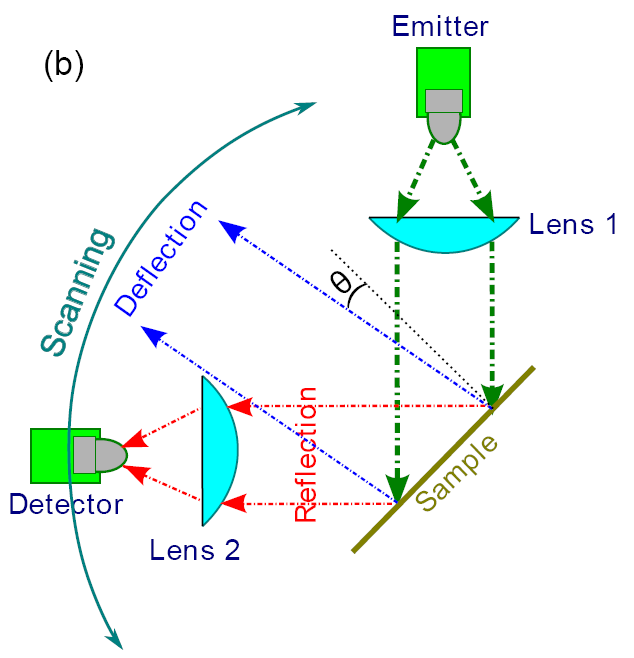 Emitter
(b)
Lens 1
Scanning
Deflection
θ
Reflection
Sample
Detector
Lens 2